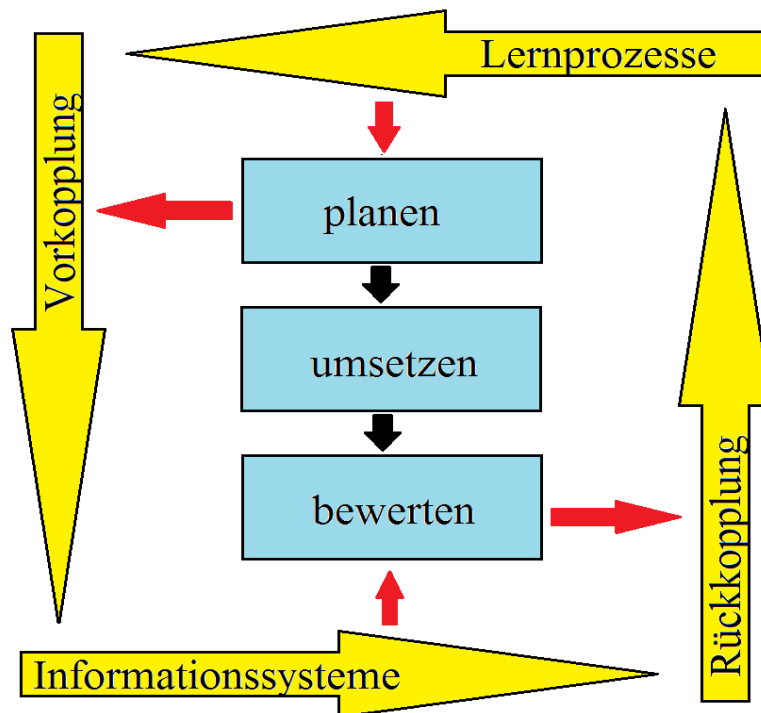 Lernprozesse
Vorkopplung
planen
umsetzen
bewerten
Rückkopplung
Informationssysteme